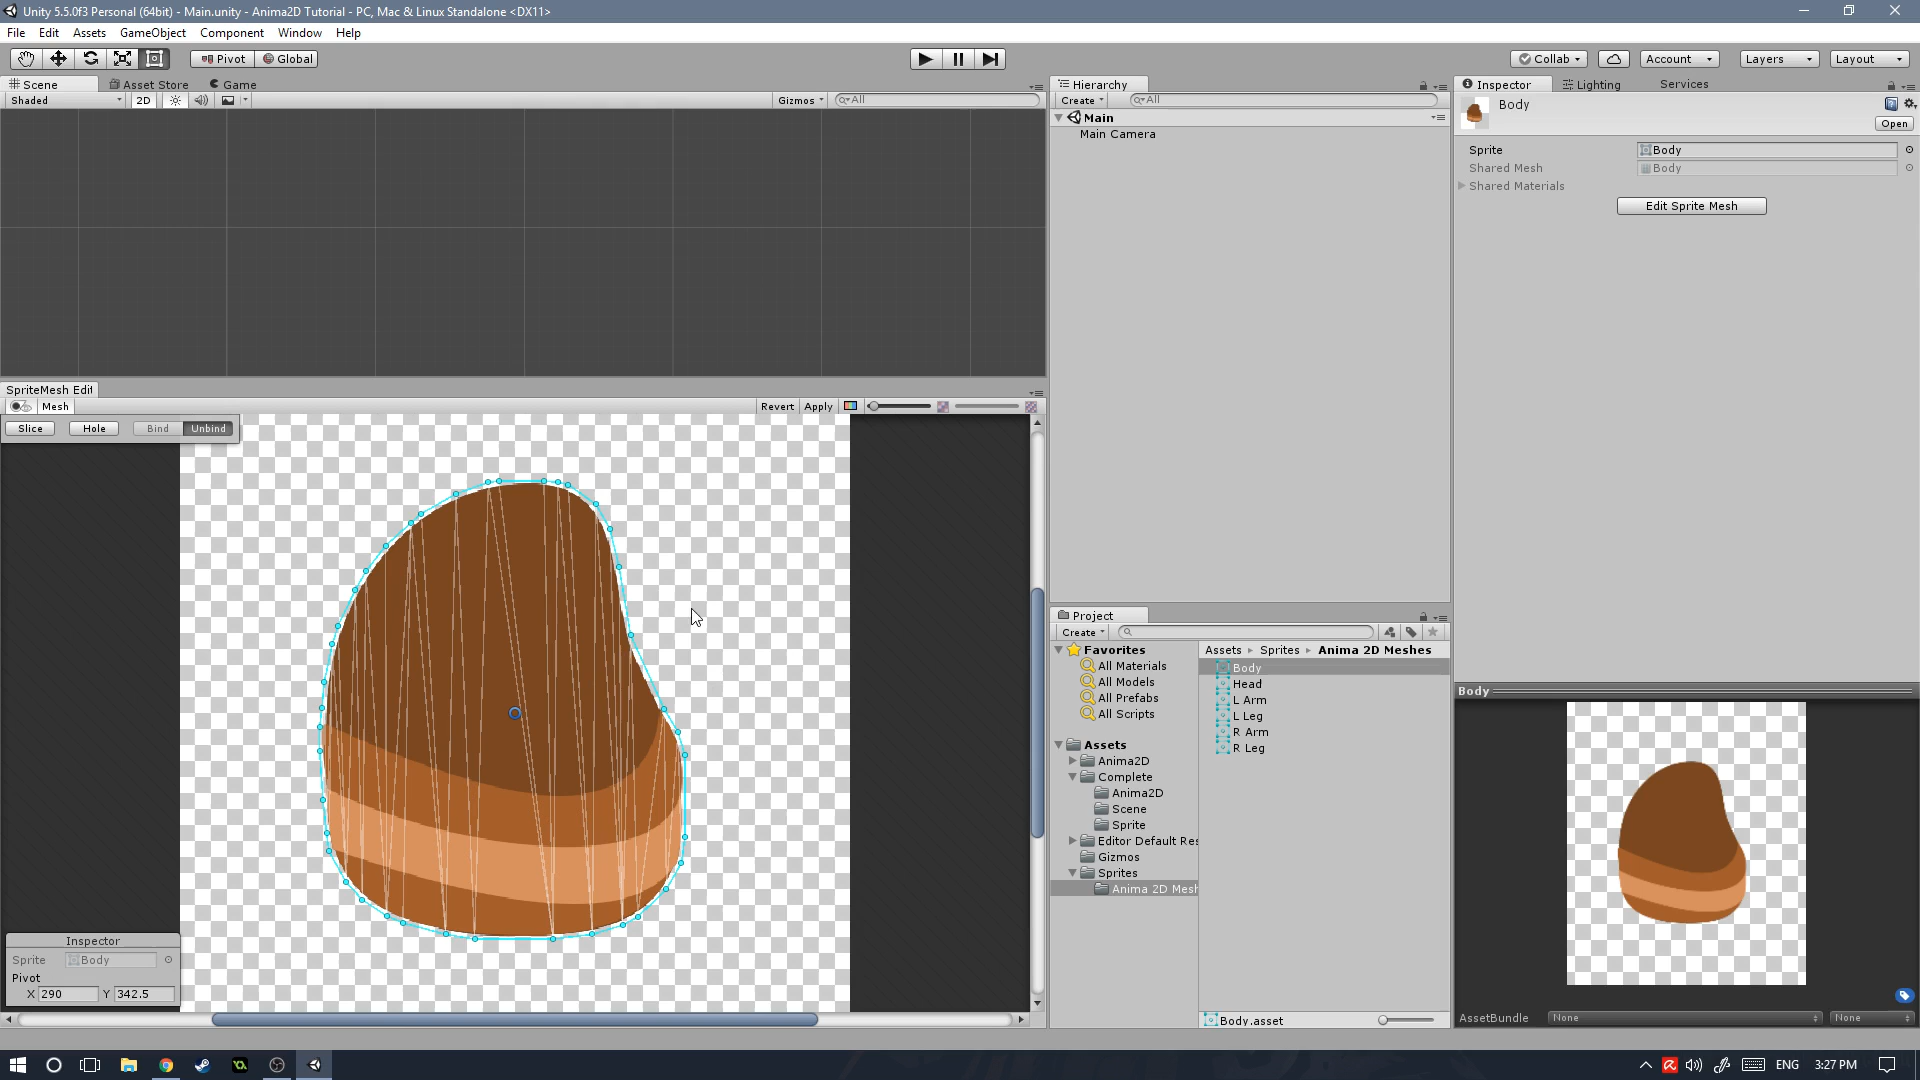 Unity 5.5.0f3 Personal (64bit) - Main.unity - Anima2D Tutorial - PC, Mac & Linux Standalone <DX11>
File Edit Assets GameObject Component Window Help
Pivot Global Collab Account Layers Layout
Scene Asset Store Game
Shaded 2D Gizmos All
Hierarchy
Create All
Main
Main Camera
Inspector Lighting Services
Body
Open
Sprite Body
Shared Mesh Body
Shared Materials
Edit Sprite Mesh
SpriteMesh Edit
Mesh Revert Apply
Slice Hole Bind Unbind
Inspector
Sprite Body
Pivot
X 290 Y 342.5
Project
Create
Favorites
All Materials
All Models
All Prefabs
All Scripts
Assets
Anima2D
Complete
Anima2D
Scene
Sprite
Editor Default Res
Gizmos
Sprites
Anima 2D Mesh
Assets Sprites Anima 2D Meshes
Body
Head
L Arm
L Leg
R Arm
R Leg
Body.asset
Body
AssetBundle None None
ENG 3:27 PM